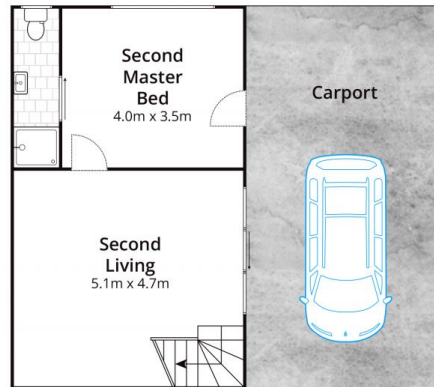 Second
Master
Bed
4.0m x 3.5m
Carport
Second
Living
5.1m x 4.7m